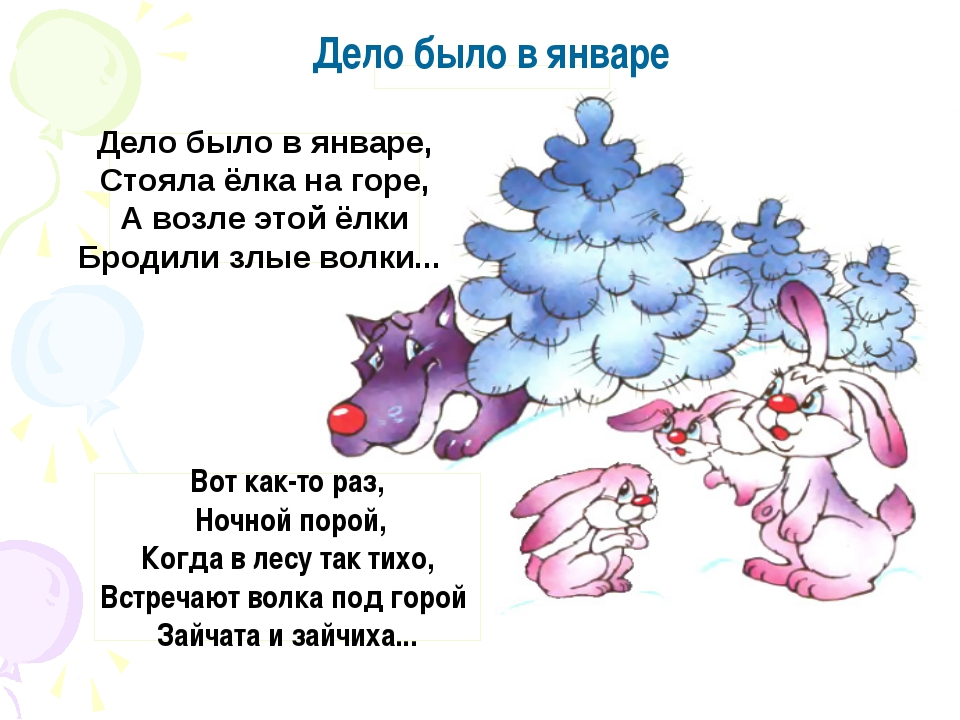 Дело было в январе
Дело было в январе,
Стояла ёлка на горе,
А возле этой ёлки
Бродили злые волки...
Вот как-то раз,
Ночной порой,
Когда в лесу так тихо,
Встречают волка под горой
Зайчата и зайчиха...